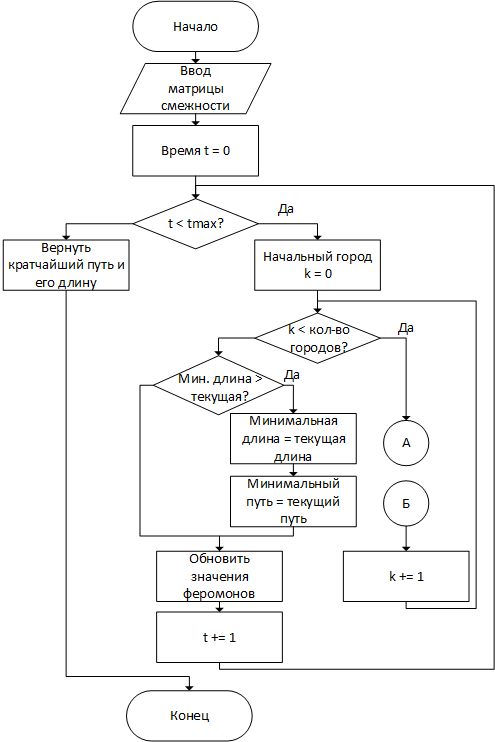 Начало
Ввод
матрицы
смежности
Время t = 0
t < tmax?
Да
Вернуть
кратчайший путь и
его длину
Начальный город
k = 0
k < кол-во
городов?
Да
Мин. длина >
текущая?
Да
Минимальная
длина = текущая
длина
А
Минимальный
путь = текущий
путь
Б
Обновить
значения
феромонов
k += 1
t += 1
Конец